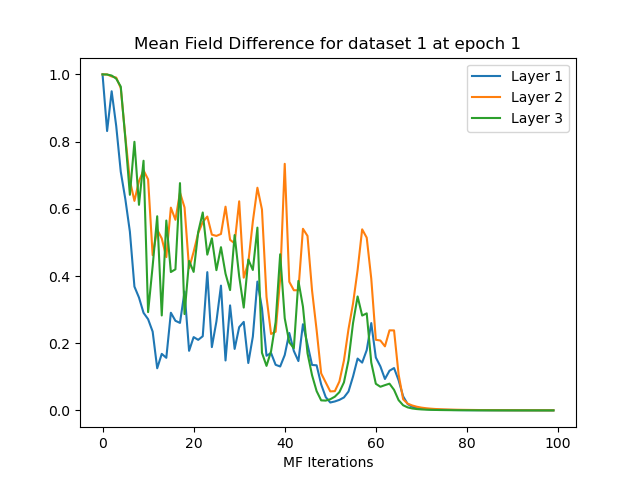 Mean Field Difference for dataset 1 at epoch 1
1.0
0.8
0.6
0.4
0.2
0.0
Layer 1
Layer 2
Layer 3
0 20 40 60 80 100
MF Iterations